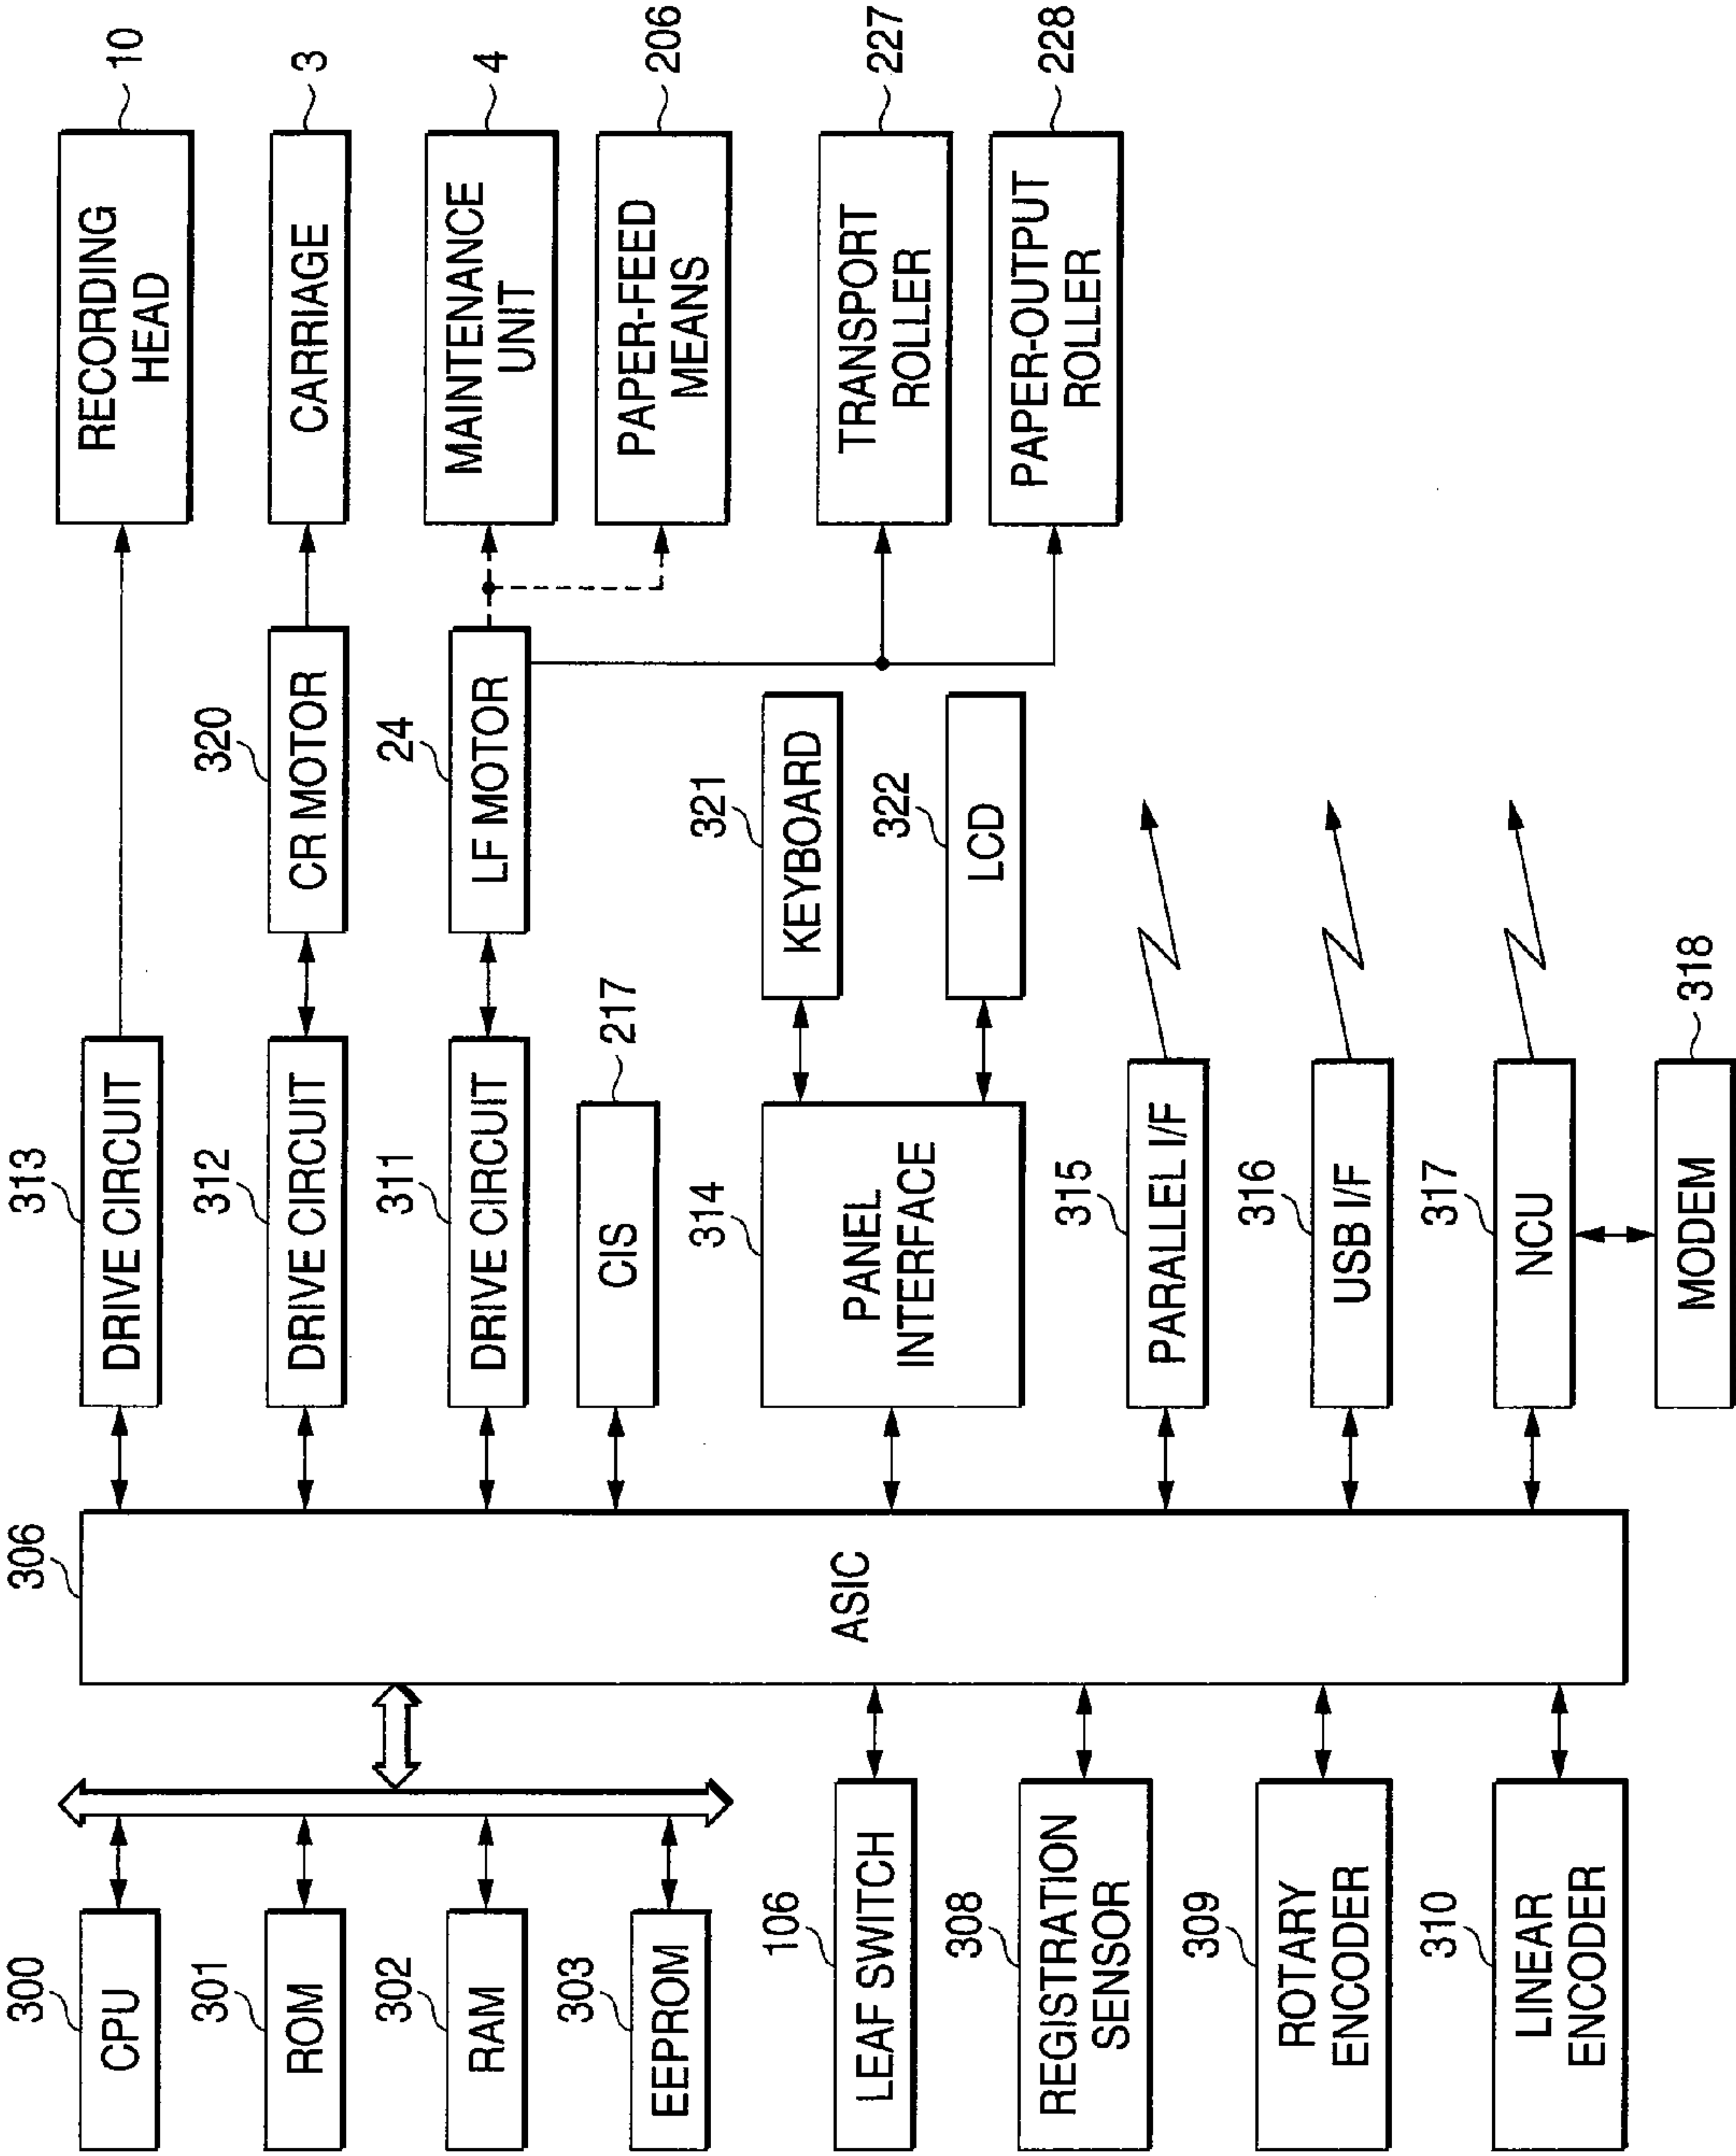 300
CPU
301
ROM
302
RAM
303
EEPROM
106
LEAF SWITCH
308
REGISTRATION
SENSOR
309
ROTARY
ENCODER
310
LINEAR
ENCODER
306
ASIC
313
DRIVE CIRCUIT
312
DRIVE CIRCUIT
311
DRIVE CIRCUIT
217
CIS
314
PANEL
INTERFACE
315
PARALLEL I/F
316
USB I/F
317
NCU
318
MODEM
320
CR MOTOR
24
LF MOTOR
321
KEYBOARD
322
LCD
RECORDING
HEAD
10
CARRIAGE
3
MAINTENANCE
UNIT
4
PAPER-FEED
MEANS
206
TRANSPORT
ROLLER
227
PAPER-OUTPUT
ROLLER
228